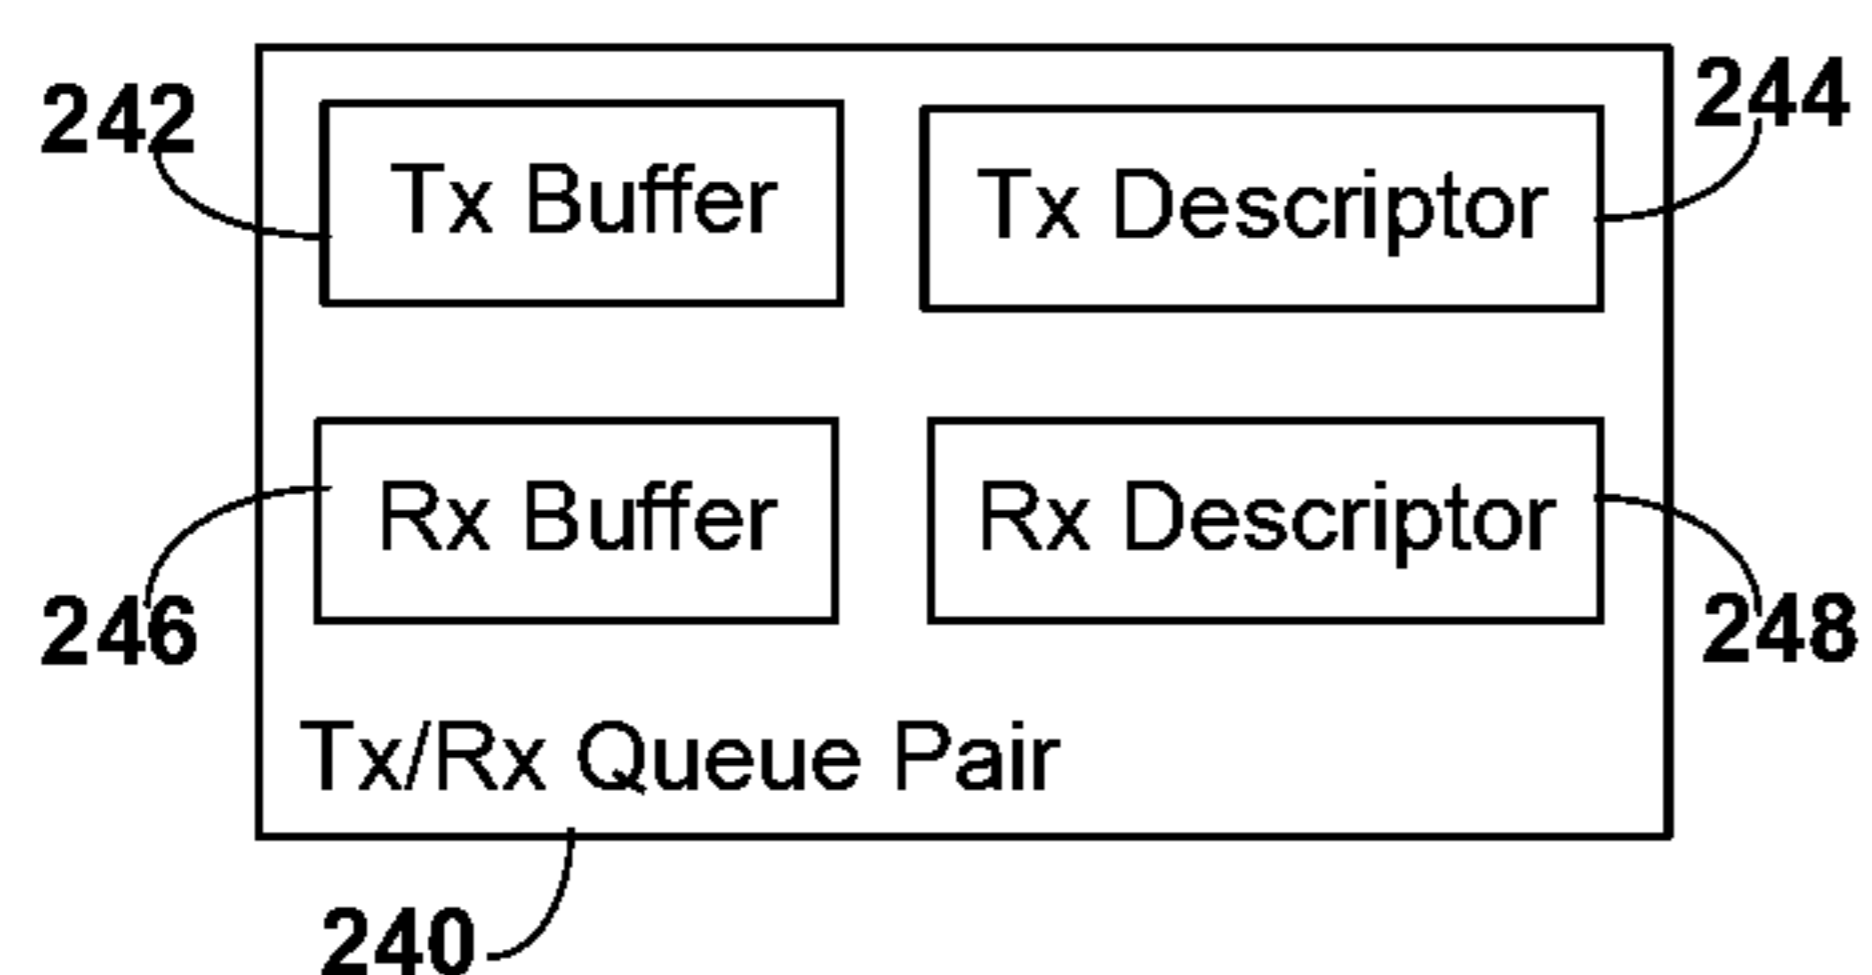 242
Tx Buffer
Tx Descriptor
244
246
Rx Buffer
Rx Descriptor
248
Tx/Rx Queue Pair
240